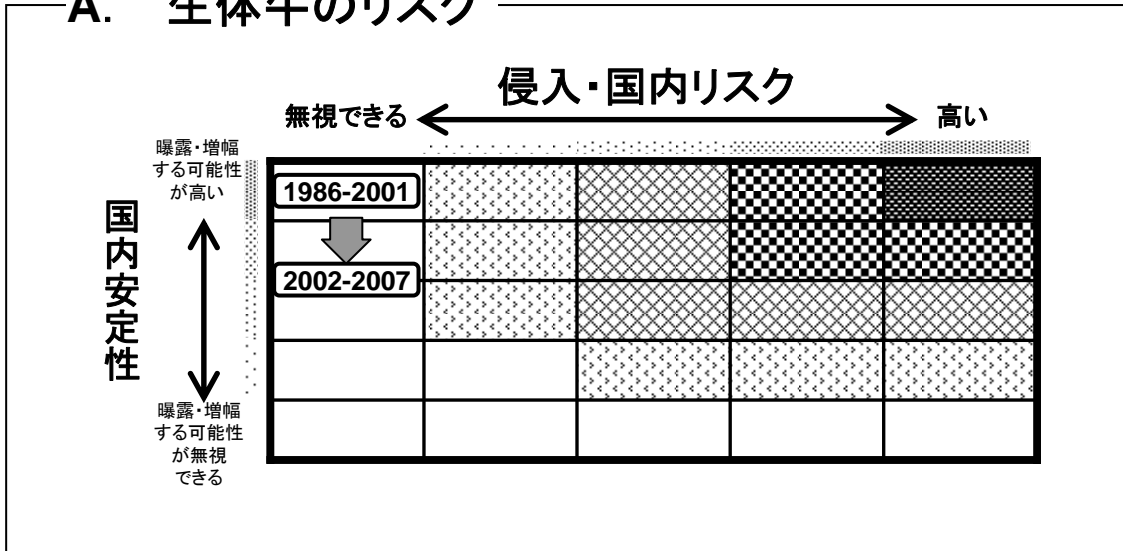 A. 生体牛のリスク
侵入・国内リスク
無視できる
高い
曝露・増幅
する可能性
が高い
国内安定性
1986-2001
2002-2007
曝露・増幅
する可能性
が無視
できる